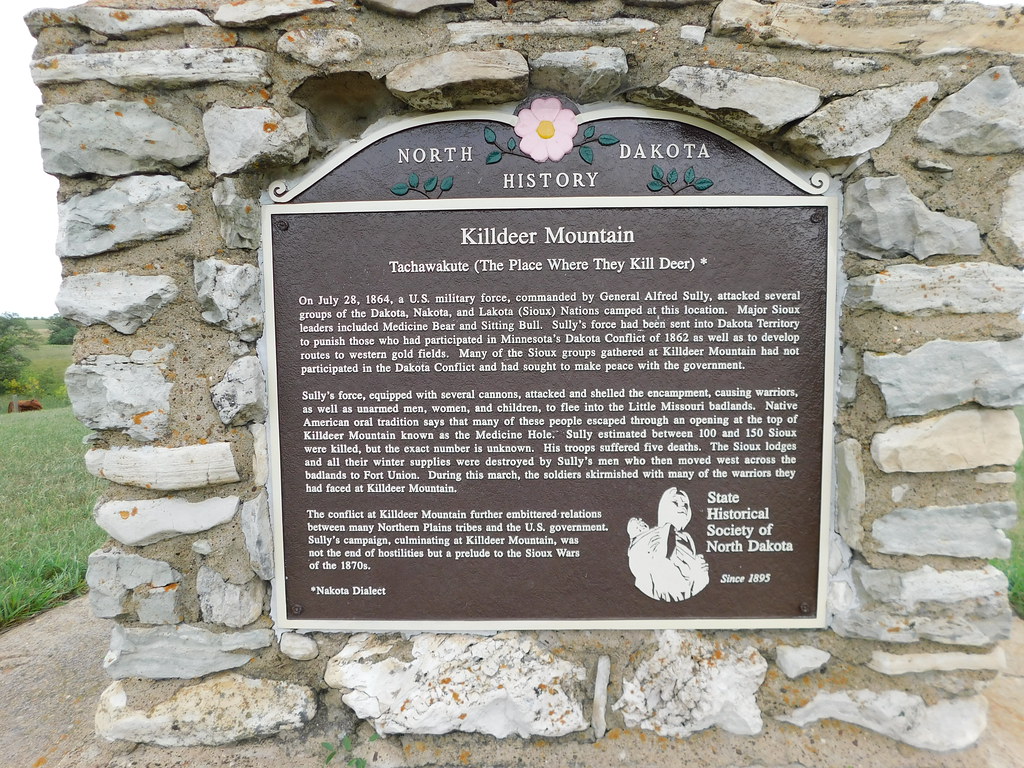 NORTH DAKOTA
HISTORY
Killdeer Mountain
Tachawakute (The Place Where They Kill Deer) *
On July 28, 1864, a U.S. military force, commanded by General Alfred Sully, attacked several
groups of the Dakota, Nakota, and Lakota (Sioux) Nations camped at this location. Major Sioux
leaders included Medicine Bear and Sitting Bull. Sully's force had been sent into Dakota Territory
to punish those who had participated in Minnesota's Dakota Conflict of 1862 as well as to develop
routes to western gold fields. Many of the Sioux groups gathered at Killdeer Mountain had not
participated in the Dakota Conflict and had sought to make peace with the government.
Sully's force, equipped with several cannons, attacked and shelled the encampment, causing warriors,
as well as unarmed men, women, and children, to flee into the Little Missouri badlands. Native
American oral tradition says that many of these people escaped through an opening at the top of
Killdeer Mountain known as the Medicine Hole. Sully estimated between 100 and 150 Sioux
were killed, but the exact number is unknown. His troops suffered five deaths. The Sioux lodges
and all their winter supplies were destroyed by Sully's men who then moved west across the
badlands to Fort Union. During this march, the soldiers skirmished with many of the warriors they
had faced at Killdeer Mountain.
The conflict at Killdeer Mountain further embittered relations
between many Northern Plains tribes and the U.S. government.
Sully's campaign, culminating at Killdeer Mountain, was
not the end of hostilities but a prelude to the Sioux Wars
of the 1870s.
*Nakota Dialect
State
Historical
Society of
North Dakota
Since 1895